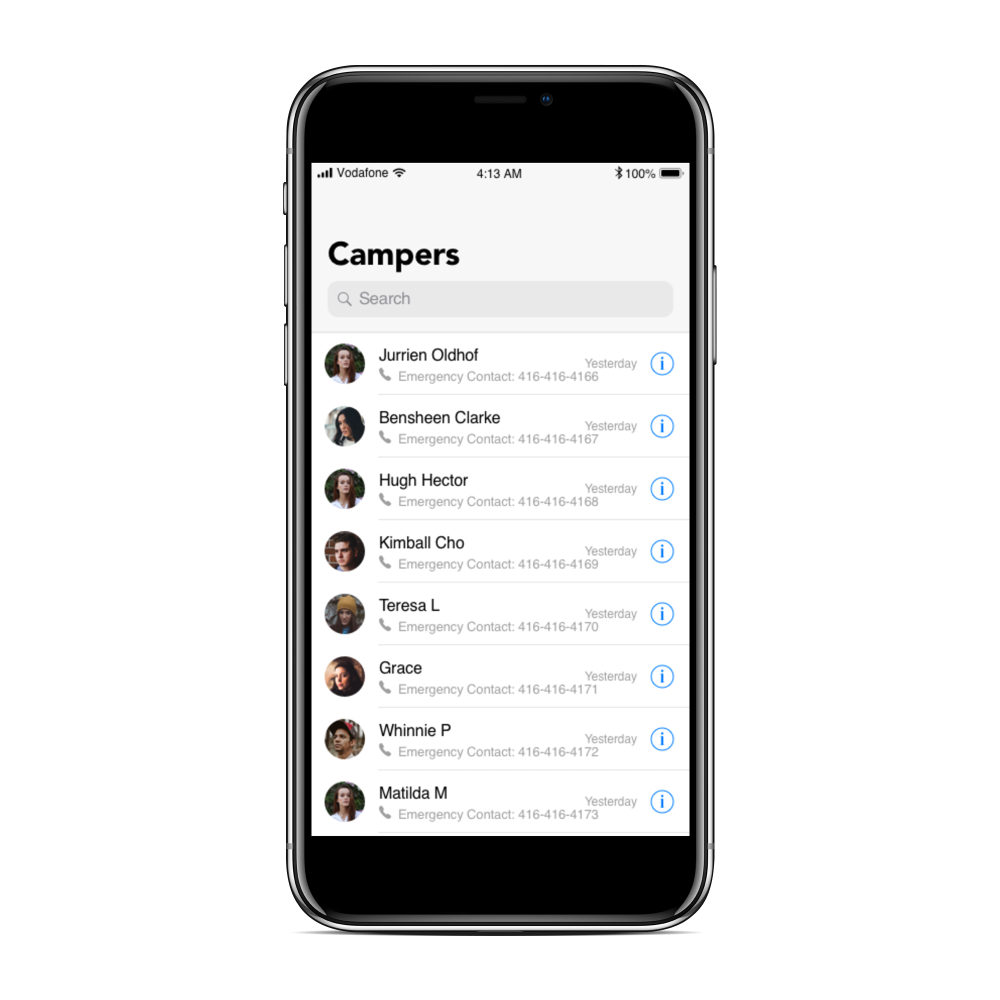 Vodafone 4:13 AM 100%
Campers
Search
Jurrien Oldhof
Yesterday
Emergency Contact: 416-416-4166
Bensheen Clarke
Yesterday
Emergency Contact: 416-416-4167
Hugh Hector
Yesterday
Emergency Contact: 416-416-4168
Kimball Cho
Yesterday
Emergency Contact: 416-416-4169
Teresa L
Yesterday
Emergency Contact: 416-416-4170
Grace
Yesterday
Emergency Contact: 416-416-4171
Whinnie P
Yesterday
Emergency Contact: 416-416-4172
Matilda M
Yesterday
Emergency Contact: 416-416-4173